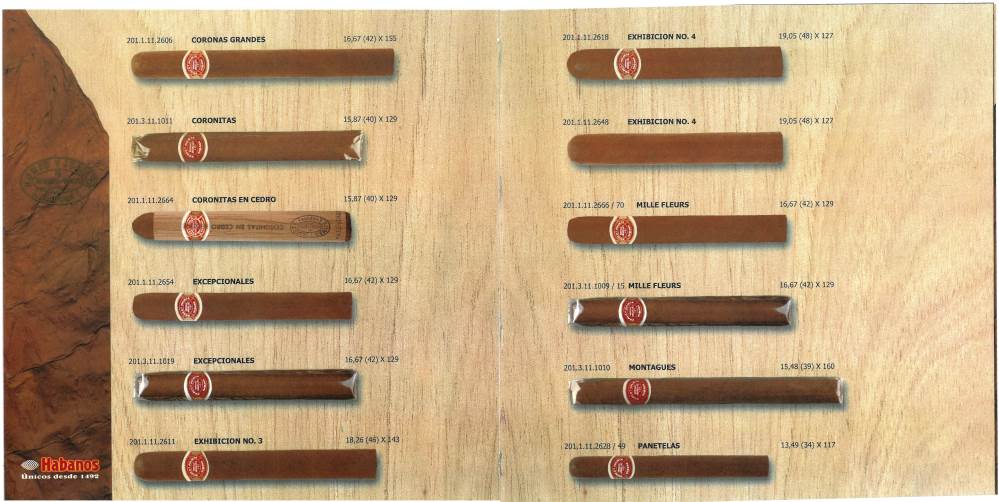 201.1.11.2606 CORONAS GRANDES 16,67 (42) X 155
201.3.11.1011 CORONITAS 15,87 (40) X 129
201.1.11.2664 CORONITAS EN CEDRO 15,87 (40) X 129
CORONITAS EN CEDRO
201.1.11.2654 EXCEPCIONALES 16,67 (42) X 129
201.3.11.1019 EXCEPCIONALES 16,67 (42) X 129
201.1.11.2611 EXHIBICION NO. 3 18,26 (46) X 143
Habanos
Únicos desde 1492
201.1.11.2618 EXHIBICION NO. 4 19,05 (48) X 127
201.1.11.2648 EXHIBICION NO. 4 19,05 (48) X 127
201.1.11.2666 / 70 MILLE FLEURS 16,67 (42) X 129
201.3.11.1009 / 15 MILLE FLEURS 16,67 (42) X 129
201.3.11.1010 MONTAGUES 15,48 (39) X 160
201.1.11.2628 / 49 PANETELAS 13,49 (34) X 117